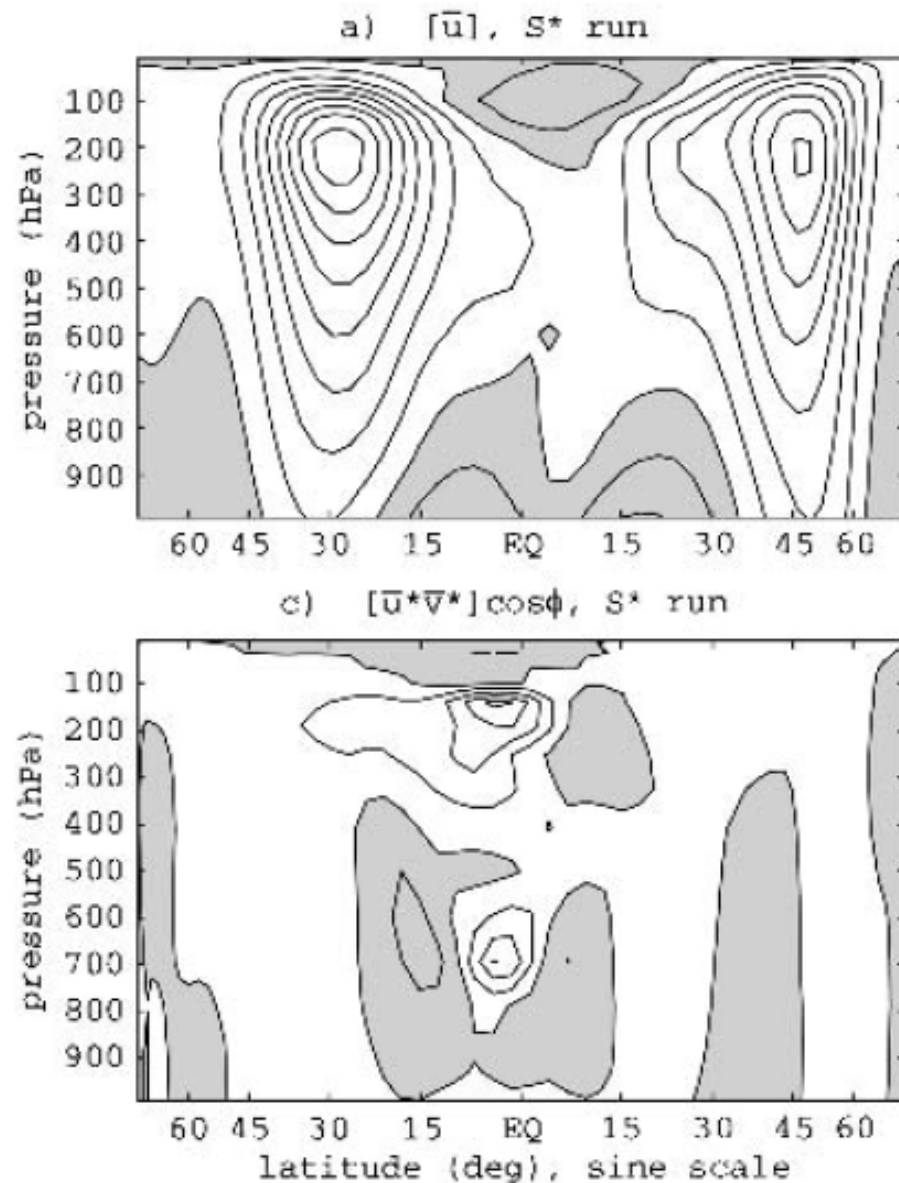 a) [ū], S* run
pressure (hPa)
100
200
300
400
500
600
700
800
900
60 45 30 15 EQ 15 30 45 60
c) [ū*v̄*]cosϕ, S* run
pressure (hPa)
100
200
300
400
500
600
700
800
900
60 45 30 15 EQ 15 30 45 60
latitude (deg), sine scale